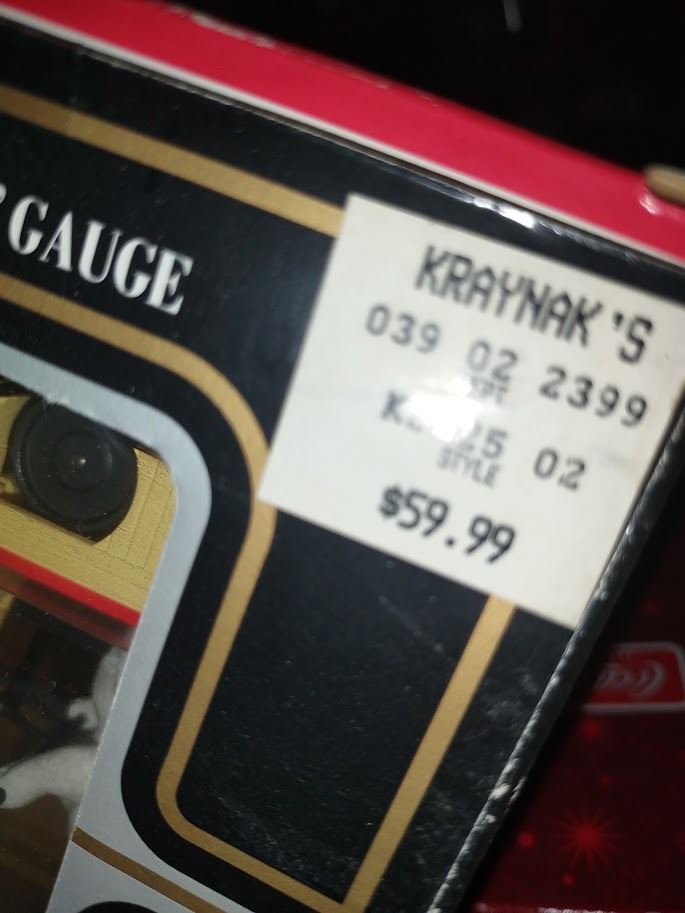 GAUGE
KRAYNAK'S
039 02 2399
02
STYLE
$59.99